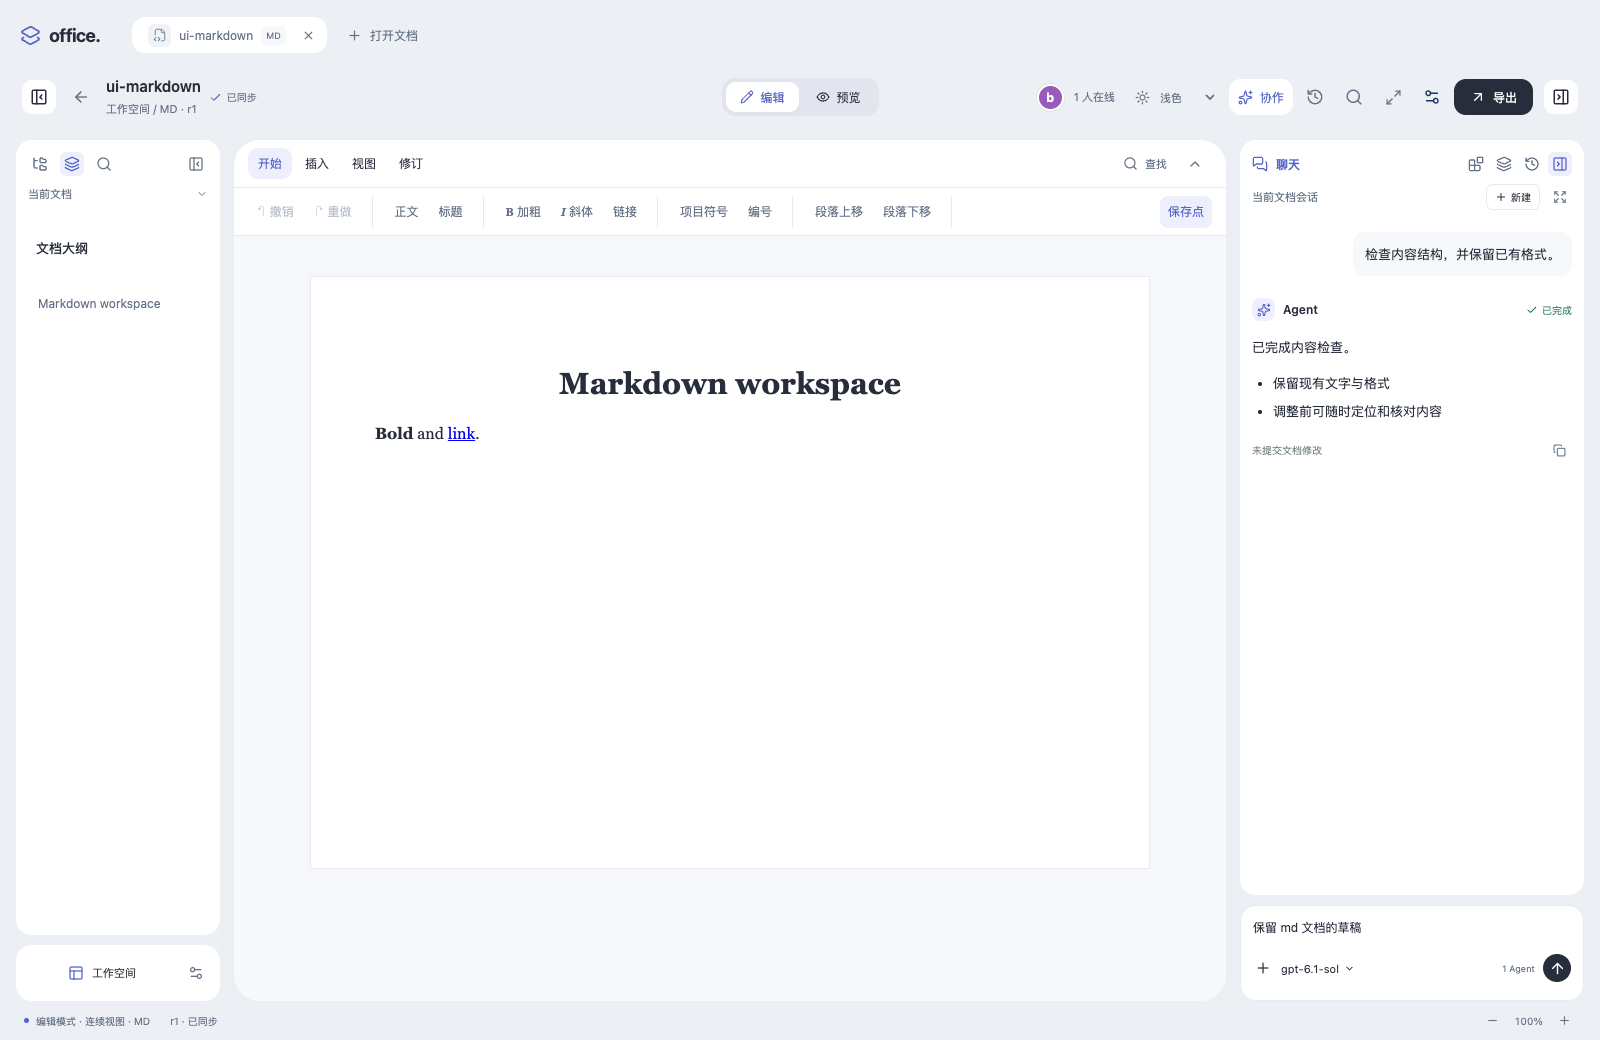 office.
ui-markdown MD
打开文档
ui-markdown
工作空间 / MD · r1
已同步
编辑
预览
b
1 人在线
浅色
协作
导出
当前文档
文档大纲
Markdown workspace
工作空间
开始 插入 视图 修订
查找
撤销 重做 正文 标题 B 加粗 I 斜体 链接 项目符号 编号 段落上移 段落下移
保存点
Markdown workspace
Bold and link.
聊天
当前文档会话
新建
检查内容结构，并保留已有格式。
Agent
已完成
已完成内容检查。
• 保留现有文字与格式
• 调整前可随时定位和核对内容
未提交文档修改
保留 md 文档的草稿
gpt-6.1-sol
1 Agent
编辑模式 · 连续视图 · MD
r1 · 已同步
100%